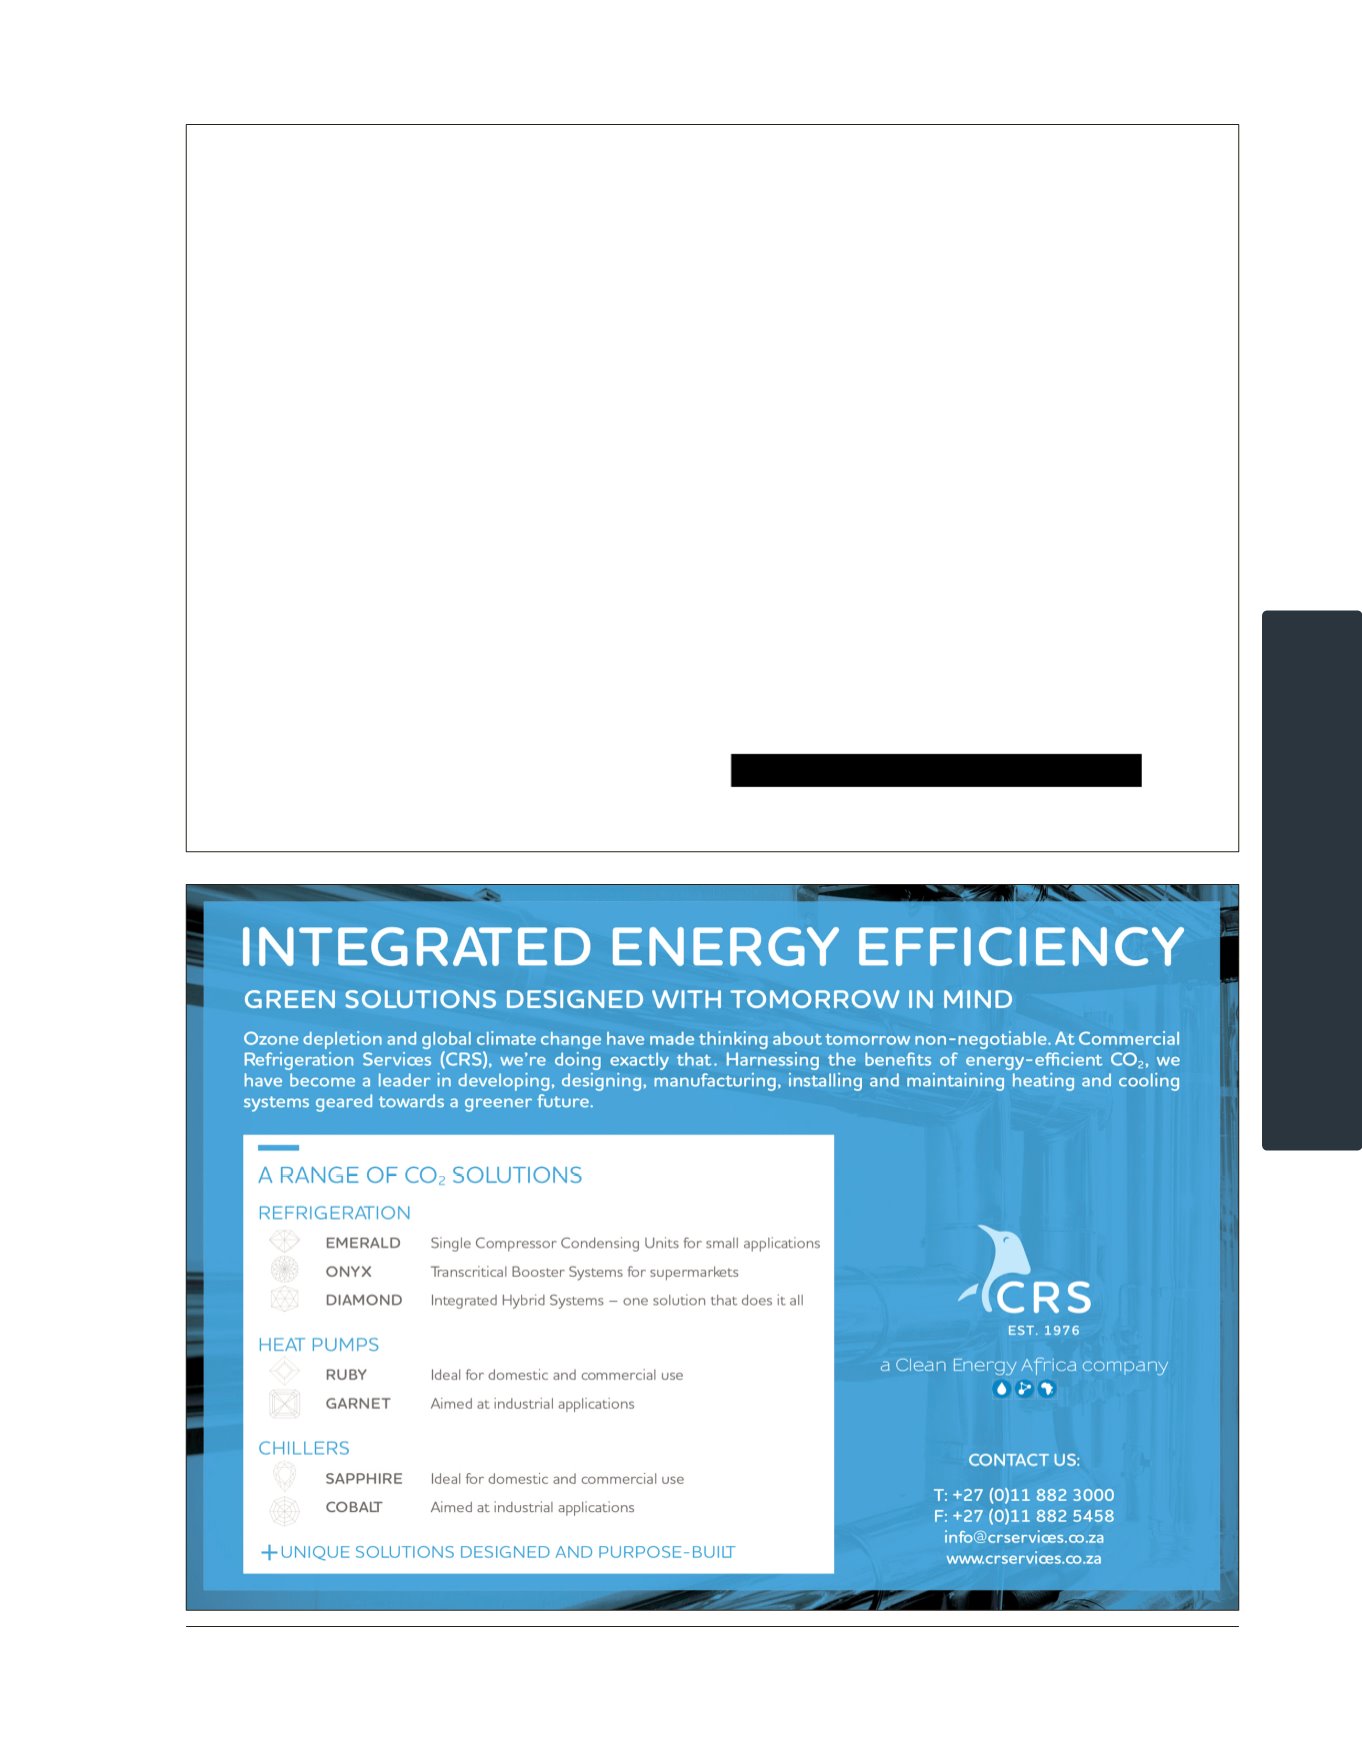 INTEGRATED ENERGY EFFICIENCY
GREEN SOLUTIONS DESIGNED WITH TOMORROW IN MIND
Ozone depletion and global climate change have made thinking about tomorrow non-negotiable. At Commercial
Refrigeration Services (CRS), we're doing exactly that. Harnessing the benefits of energy-efficient CO₂, we
have become a leader in developing, designing, manufacturing, installing and maintaining heating and cooling
systems geared towards a greener future.
A RANGE OF CO₂ SOLUTIONS
REFRIGERATION
EMERALD Single Compressor Condensing Units for small applications
ONYX Transcritical Booster Systems for supermarkets
DIAMOND Integrated Hybrid Systems – one solution that does it all
HEAT PUMPS
RUBY Ideal for domestic and commercial use
GARNET Aimed at industrial applications
CHILLERS
SAPPHIRE Ideal for domestic and commercial use
COBALT Aimed at industrial applications
+UNIQUE SOLUTIONS DESIGNED AND PURPOSE-BUILT
CRS
EST. 1976
a Clean Energy Africa company
CONTACT US:
T: +27 (0)11 882 3000
F: +27 (0)11 882 5458
info@crservices.co.za
www.crservices.co.za